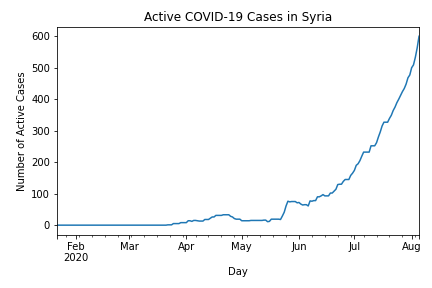 Active COVID-19 Cases in Syria
600
500
400
300
200
100
0
Number of Active Cases
Feb
2020
Mar
Apr
May
Jun
Jul
Aug
Day